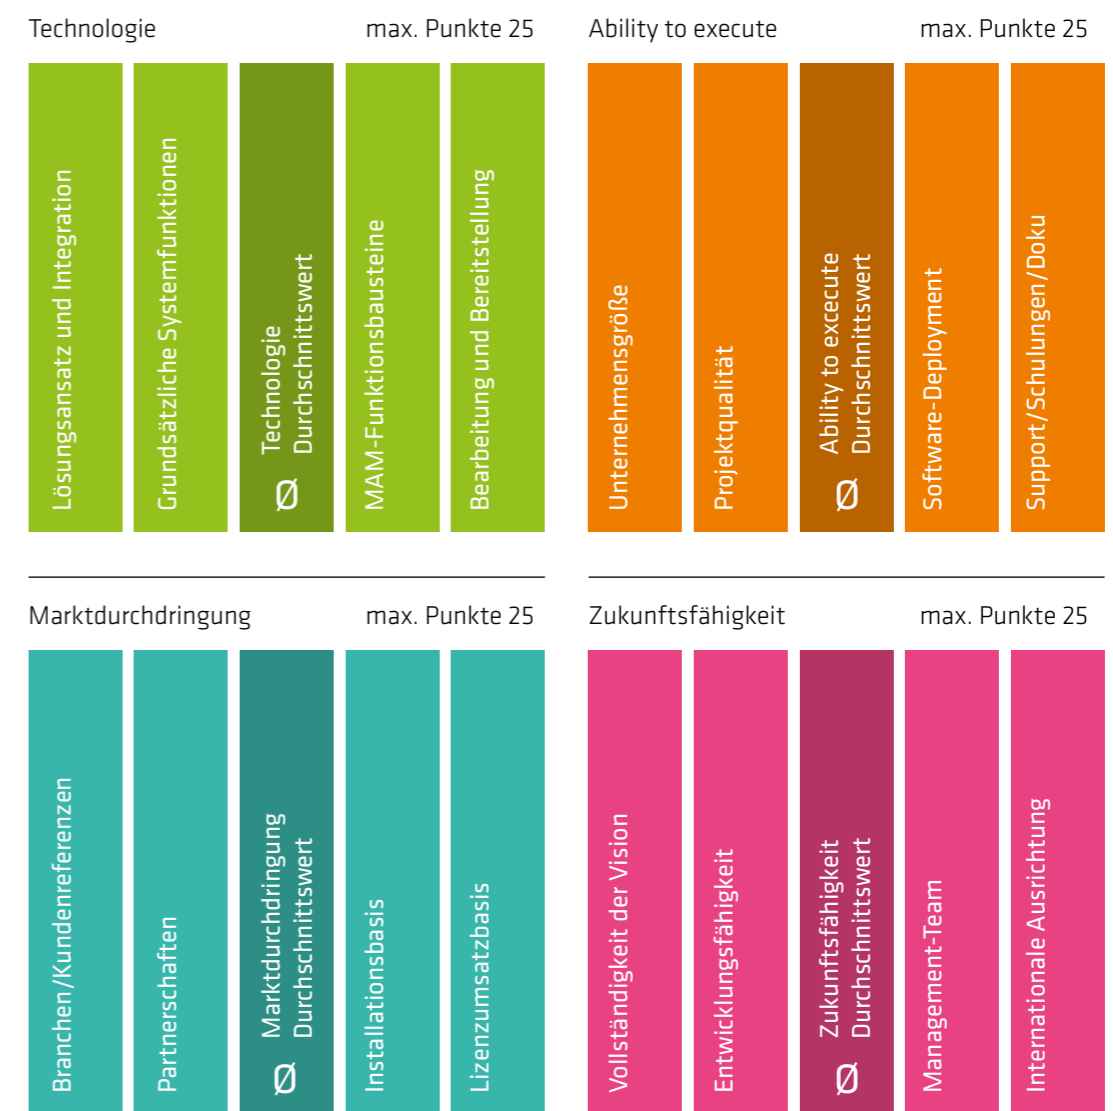 Technologie
max. Punkte 25
Lösungsansatz und Integration
Grundsätzliche Systemfunktionen
Ø
Technologie
Durchschnittswert
MAM-Funktionsbausteine
Bearbeitung und Bereitstellung
Ability to execute
max. Punkte 25
Unternehmensgröße
Projektqualität
Ø
Ability to excecute
Durchschnittswert
Software-Deployment
Support/Schulungen/Doku
Marktdurchdringung
max. Punkte 25
Branchen/Kundenreferenzen
Partnerschaften
Ø
Marktdurchdringung
Durchschnittswert
Installationsbasis
Lizenzumsatzbasis
Zukunftsfähigkeit
max. Punkte 25
Vollständigkeit der Vision
Entwicklungsfähigkeit
Ø
Zukunftsfähigkeit
Durchschnittswert
Management-Team
Internationale Ausrichtung